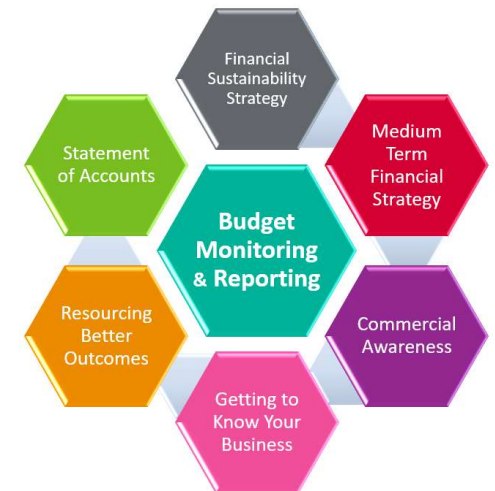 Financial
Sustainability
Strategy
Medium
Term
Financial
Strategy
Commercial
Awareness
Getting to
Know Your
Business
Resourcing
Better
Outcomes
Statement
of Accounts
Budget
Monitoring
& Reporting